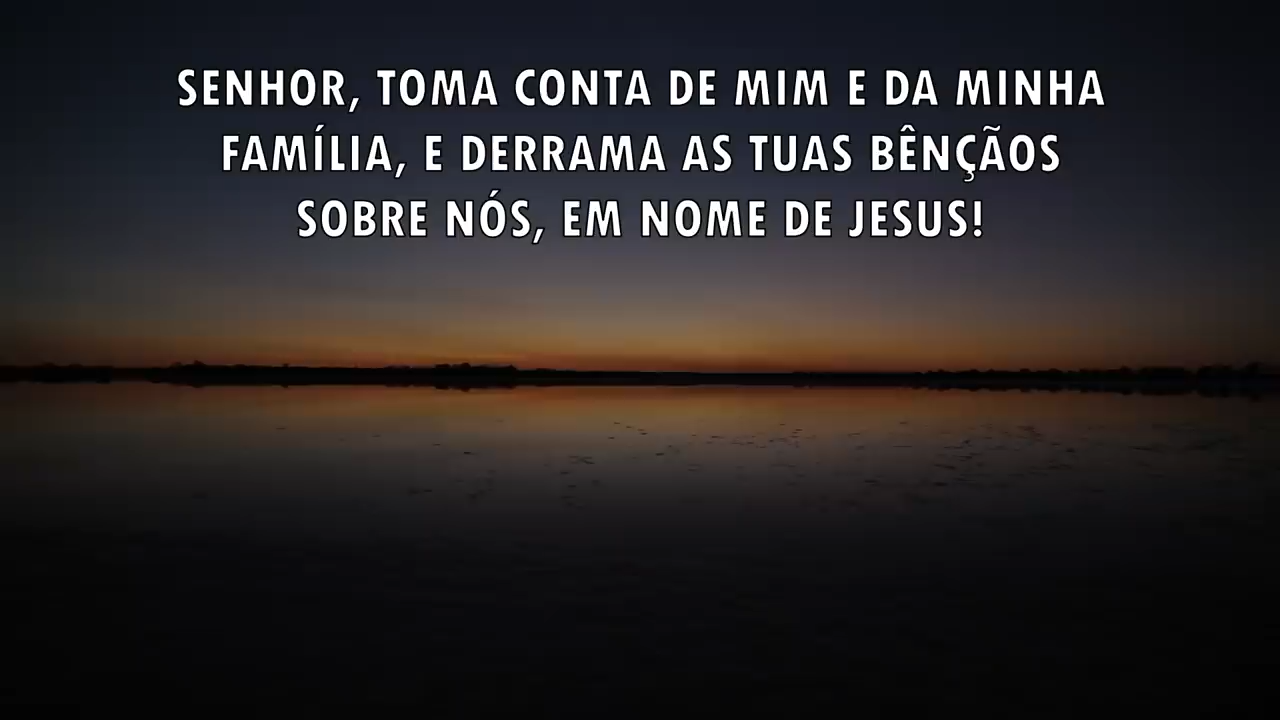 SENHOR, TOMA CONTA DE MIM E DA MINHA
FAMÍLIA, E DERRAMA AS TUAS BÊNÇÃOS
SOBRE NÓS, EM NOME DE JESUS!